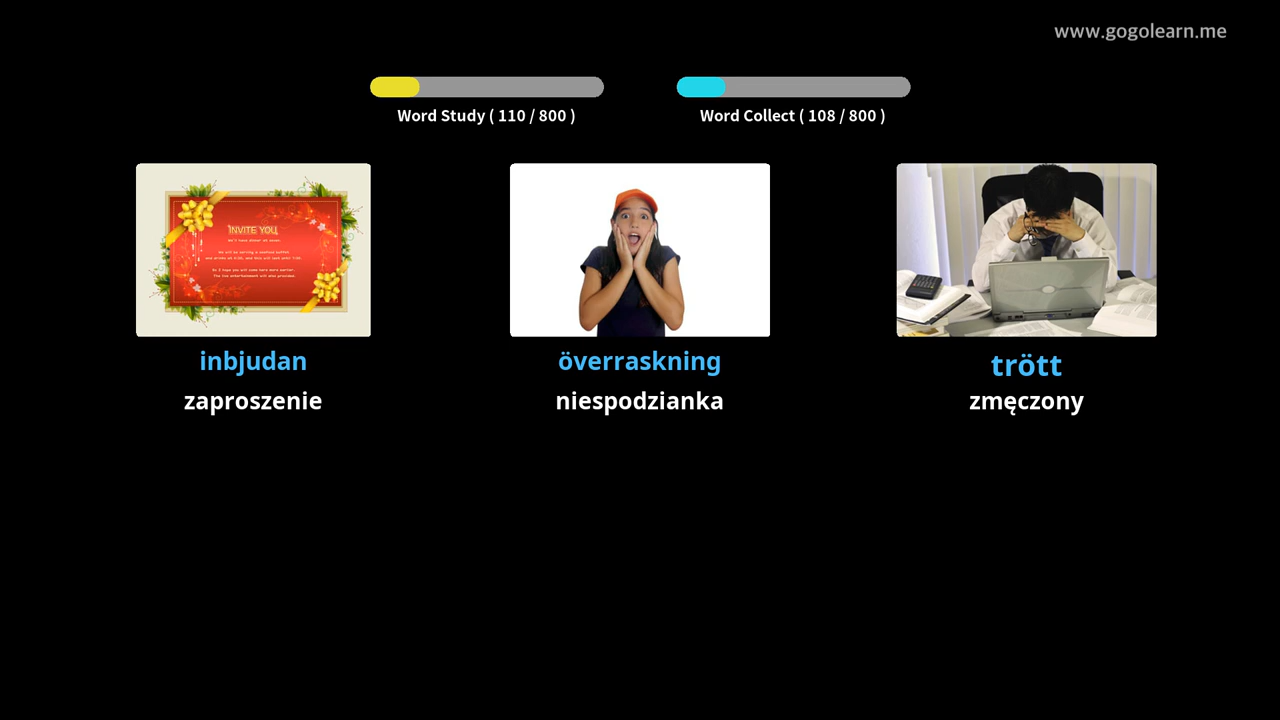 www.gogolearn.me
Word Study ( 110 / 800 )
Word Collect ( 108 / 800 )
INVITE YOU
inbjudan
överraskning
trött
zaproszenie
niespodzianka
zmęczony